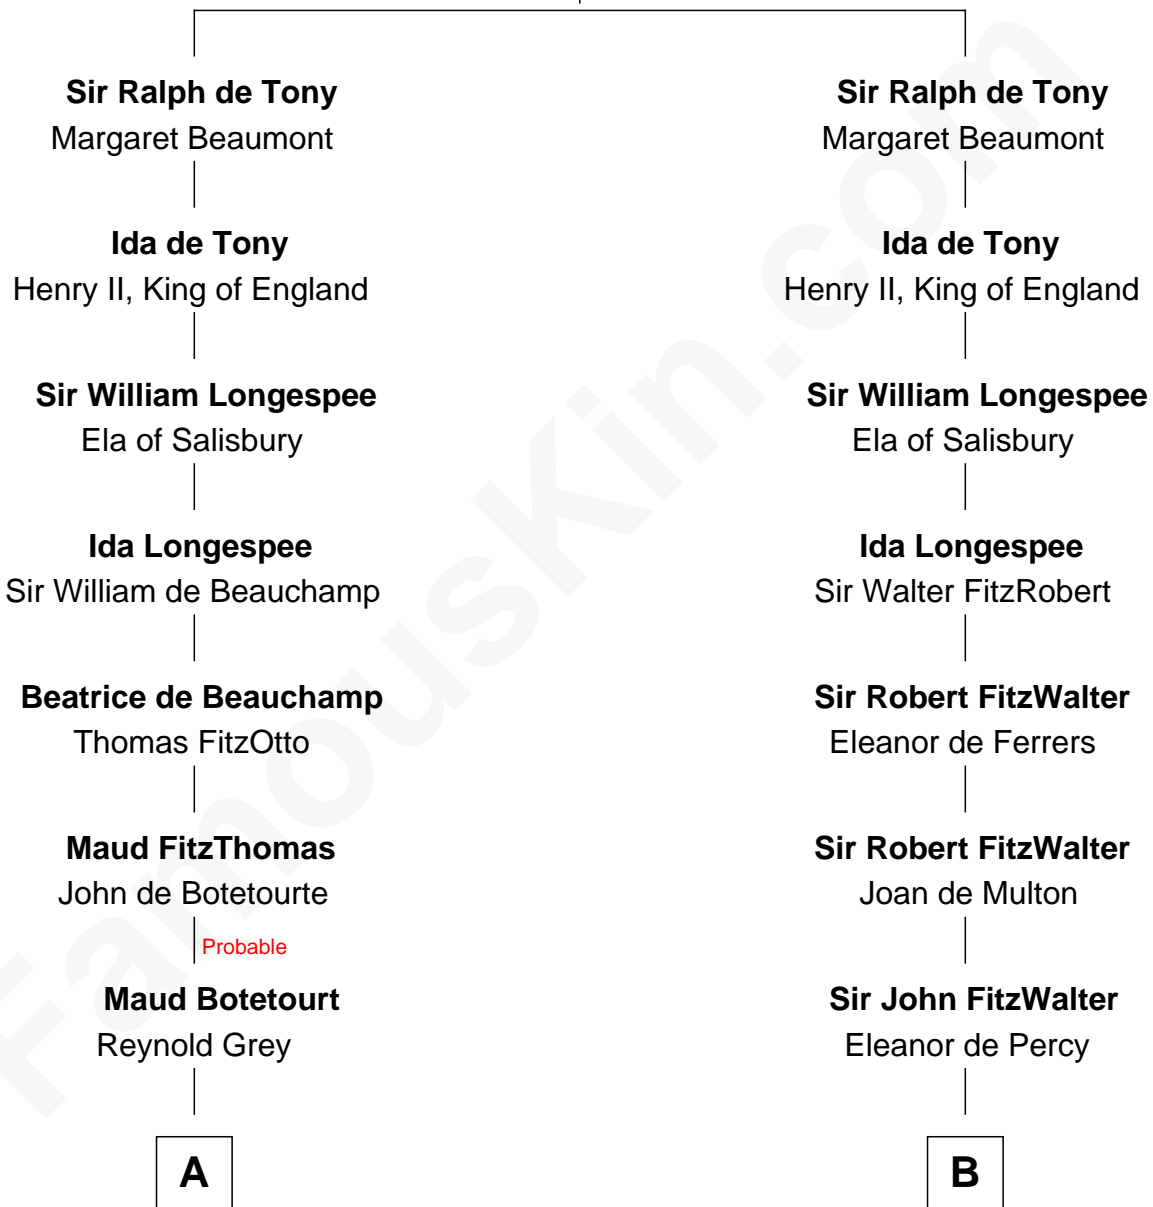 Sir Ralph de Tony
Margaret Beaumont
Ida de Tony
Henry II, King of England
Sir William Longespee
Ela of Salisbury
Ida Longespee
Sir William de Beauchamp
Beatrice de Beauchamp
Thomas FitzOtto
Maud FitzThomas
John de Botetourte
Probable
Maud Botetourt
Reynold Grey
A
Sir Ralph de Tony
Margaret Beaumont
Ida de Tony
Henry II, King of England
Sir William Longespee
Ela of Salisbury
Ida Longespee
Sir Walter FitzRobert
Sir Robert FitzWalter
Eleanor de Ferrers
Sir Robert FitzWalter
Joan de Multon
Sir John FitzWalter
Eleanor de Percy
B
FamousKin.com